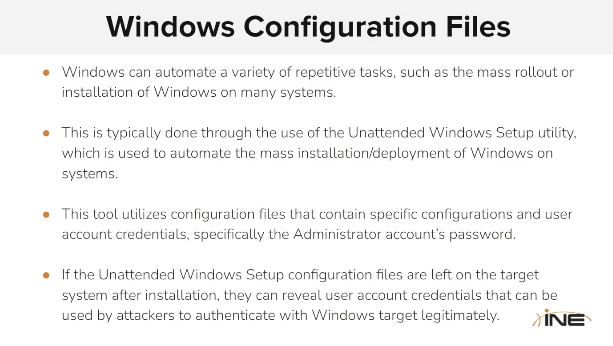 Windows Configuration Files
● Windows can automate a variety of repetitive tasks, such as the mass rollout or
installation of Windows on many systems.
● This is typically done through the use of the Unattended Windows Setup utility,
which is used to automate the mass installation/deployment of Windows on
systems.
● This tool utilizes configuration files that contain specific configurations and user
account credentials, specifically the Administrator account's password.
● If the Unattended Windows Setup configuration files are left on the target
system after installation, they can reveal user account credentials that can be
used by attackers to authenticate with Windows target legitimately.
iNE